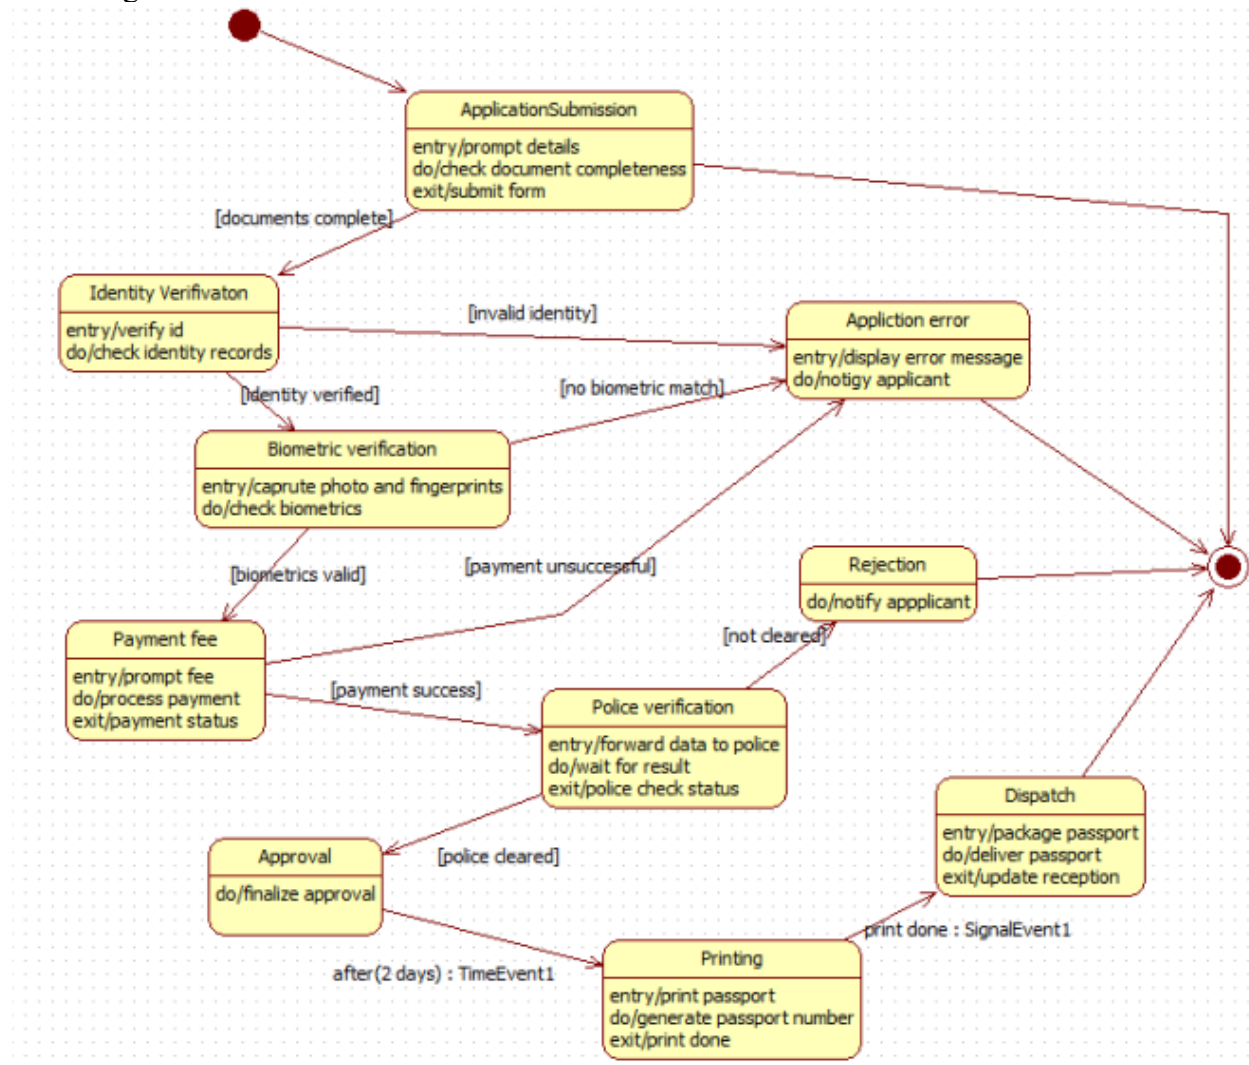 ApplicationSubmission
entry/prompt details
do/check document completeness
exit/submit form
[documents complete]
Identity Verifivaton
entry/verify id
do/check identity records
[invalid identity]
Appliction error
entry/display error message
do/notigy applicant
[Identity verified]
[no biometric match]
Biometric verification
entry/caprute photo and fingerprints
do/check biometrics
[biometrics valid]
[payment unsuccessful]
Rejection
do/notify appplicant
Payment fee
entry/prompt fee
do/process payment
exit/payment status
[payment success]
[not cleared]
Police verification
entry/forward data to police
do/wait for result
exit/police check status
Dispatch
entry/package passport
do/deliver passport
exit/update reception
Approval
do/finalize approval
[police cleared]
print done : SignalEvent1
after(2 days) : TimeEvent1
Printing
entry/print passport
do/generate passport number
exit/print done